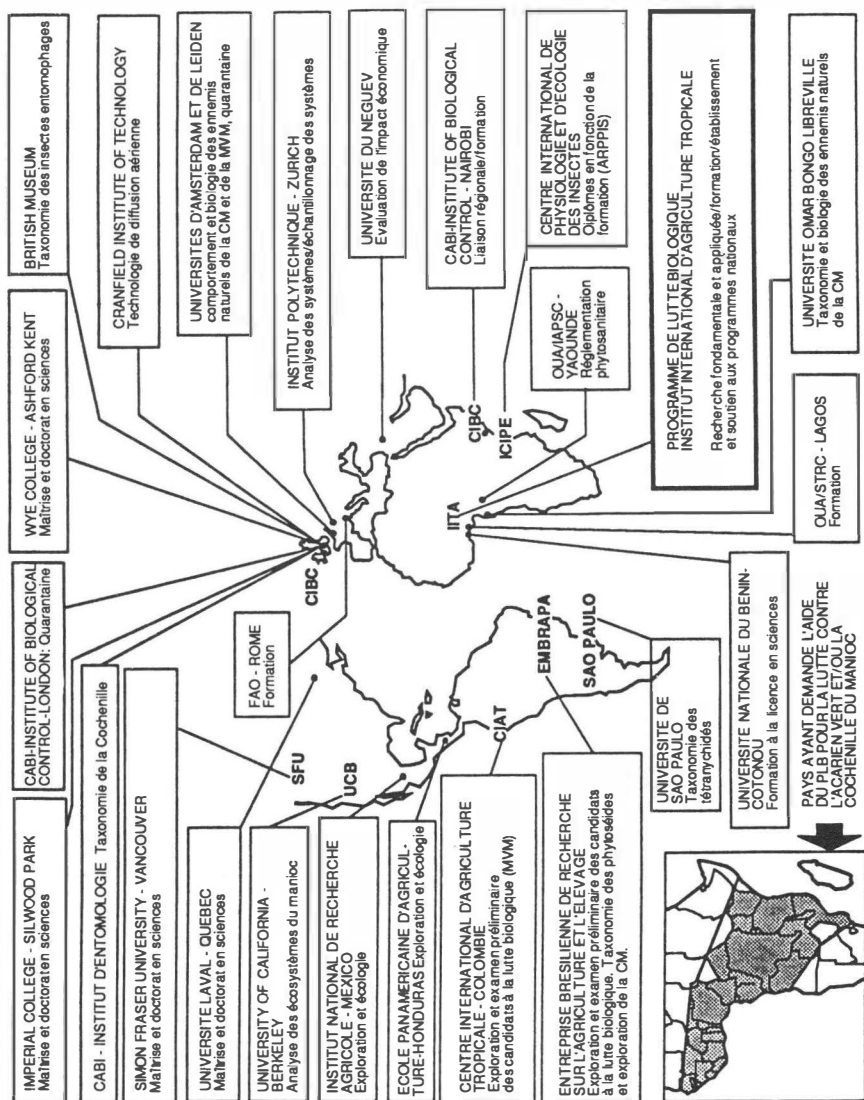 IMPERIAL COLLEGE - SILWOOD PARK
Maîtrise et doctorat en sciences
CABI-INSTITUTE OF BIOLOGICAL
CONTROL-LONDON: Quarantaine
WYE COLLEGE - ASHFORD KENT
Maîtrise et doctorat en sciences
BRITISH MUSEUM
Taxonomie des insectes entomophages
CABI - INSTITUT D'ENTOMOLOGIE Taxonomie de la Cochenille
CRANFIELD INSTITUTE OF TECHNOLOGY
Technologie de diffusion aérienne
SIMON FRASER UNIVERSITY - VANCOUVER
Maîtrise et doctorat en sciences
UNIVERSITES D'AMSTERDAM ET DE LEIDEN
comportement et biologie des ennemis
naturels de la CM et de la MVM, quarantaine
UNIVERSITE LAVAL - QUEBEC
Maîtrise et doctorat en sciences
FAO - ROME
Formation
INSTITUT POLYTECHNIQUE - ZURICH
Analyse des systèmes/échantillonnage des systèmes
UNIVERSITY OF CALIFORNIA -
BERKELEY
Analyse des écosystèmes du manioc
UNIVERSITE DU NEGUEV
Evaluation de l'impact économique
INSTITUT NATIONAL DE RECHERCHE
AGRICOLE - MEXICO
Exploration et écologie
CABI-INSTITUTE OF BIOLOGICAL
CONTROL - NAIROBI
Liaison régionale/formation
ECOLE PANAMERICAINE D'AGRICUL-
TURE-HONDURAS Exploration et écologie
CENTRE INTERNATIONAL DE
PHYSIOLOGIE ET D'ECOLOGIE
DES INSECTES
Diplômes en fonction de la
formation (ARPPIS)
CENTRE INTERNATIONAL D'AGRICULTURE
TROPICALE - COLOMBIE
Exploration et examen préliminaire
des candidats à la lutte biologique (MVM)
OUA/IAPSC -
YAOUNDE
Réglementation
phytosanitaire
ENTREPRISE BRESILIENNE DE RECHERCHE
SUR L'AGRICULTURE ET L'ELEVAGE
Exploration et examen préliminaire des candidats
à la lutte biologique. Taxonomie des phytoséides
et exploration de la CM.
PROGRAMME DE LUTTE BIOLOGIQUE
INSTITUT INTERNATIONAL D'AGRICULTURE TROPICALE
Recherche fondamentale et appliquée/formation/établissement
et soutien aux programmes nationaux
UNIVERSITE DE
SAO PAULO
Taxonomie des
tétranychidés
UNIVERSITE NATIONALE DU BENIN-
COTONOU
Formation à la licence en sciences
OUA/STRC - LAGOS
Formation
UNIVERSITE OMAR BONGO LIBREVILLE
Taxonomie et biologie des ennemis naturels
de la CM
SFU
UCB
CIAT
EMBRAPA
SAO PAULO
CIBC
IITA
CIBC
ICIPE
PAYS AYANT DEMANDE L'AIDE
DU PLB POUR LA LUTTE CONTRE
L'ACARIEN VERT ET/OU LA
COCHENILLE DU MANIOC